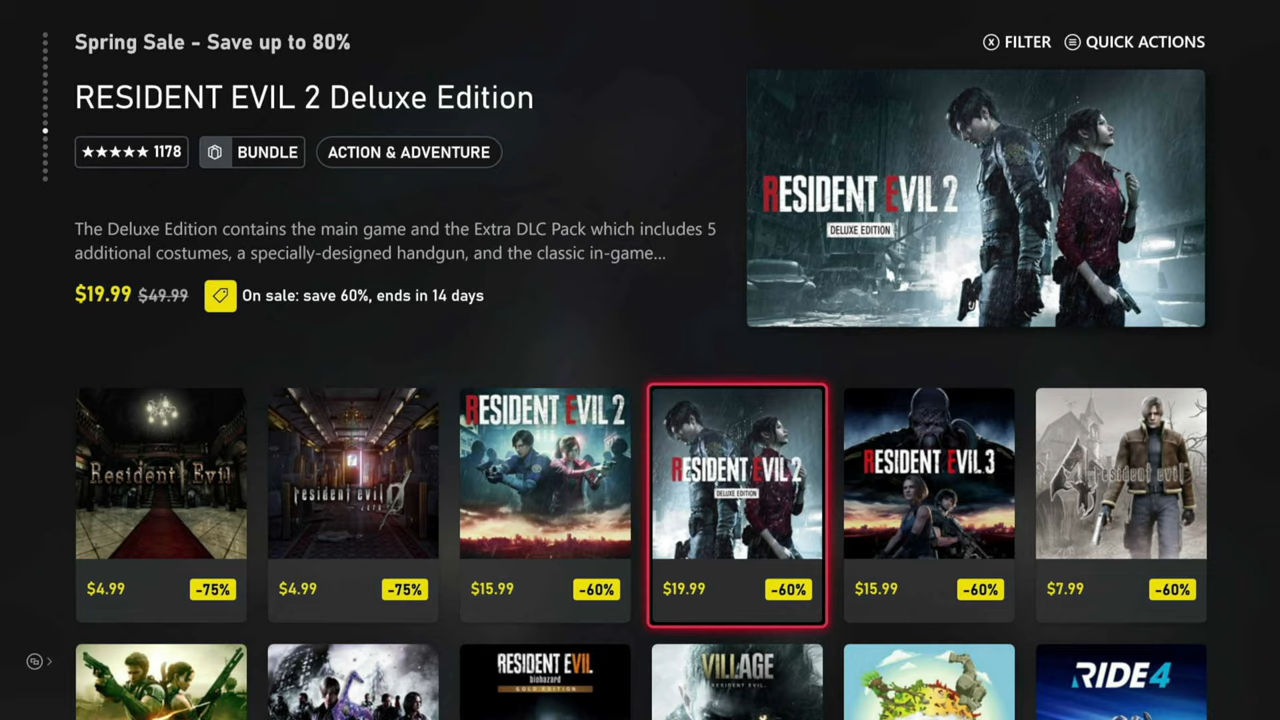 Spring Sale - Save up to 80%
X FILTER QUICK ACTIONS
RESIDENT EVIL 2 Deluxe Edition
★★★★★ 1178 BUNDLE ACTION & ADVENTURE
The Deluxe Edition contains the main game and the Extra DLC Pack which includes 5
additional costumes, a specially-designed handgun, and the classic in-game...
$19.99 $49.99 On sale: save 60%, ends in 14 days
RESIDENT EVIL 2
DELUXE EDITION
Resident Evil
resident evil 0
RESIDENT EVIL 2
RESIDENT EVIL 2
DELUXE EDITION
RESIDENT EVIL 3
4 resident evil
$4.99 -75%
$4.99 -75%
$15.99 -60%
$19.99 -60%
$15.99 -60%
$7.99 -60%
RESIDENT EVIL
biohazard
GOLD EDITION
VILLAGE
RESIDENT EVIL
RIDE 4